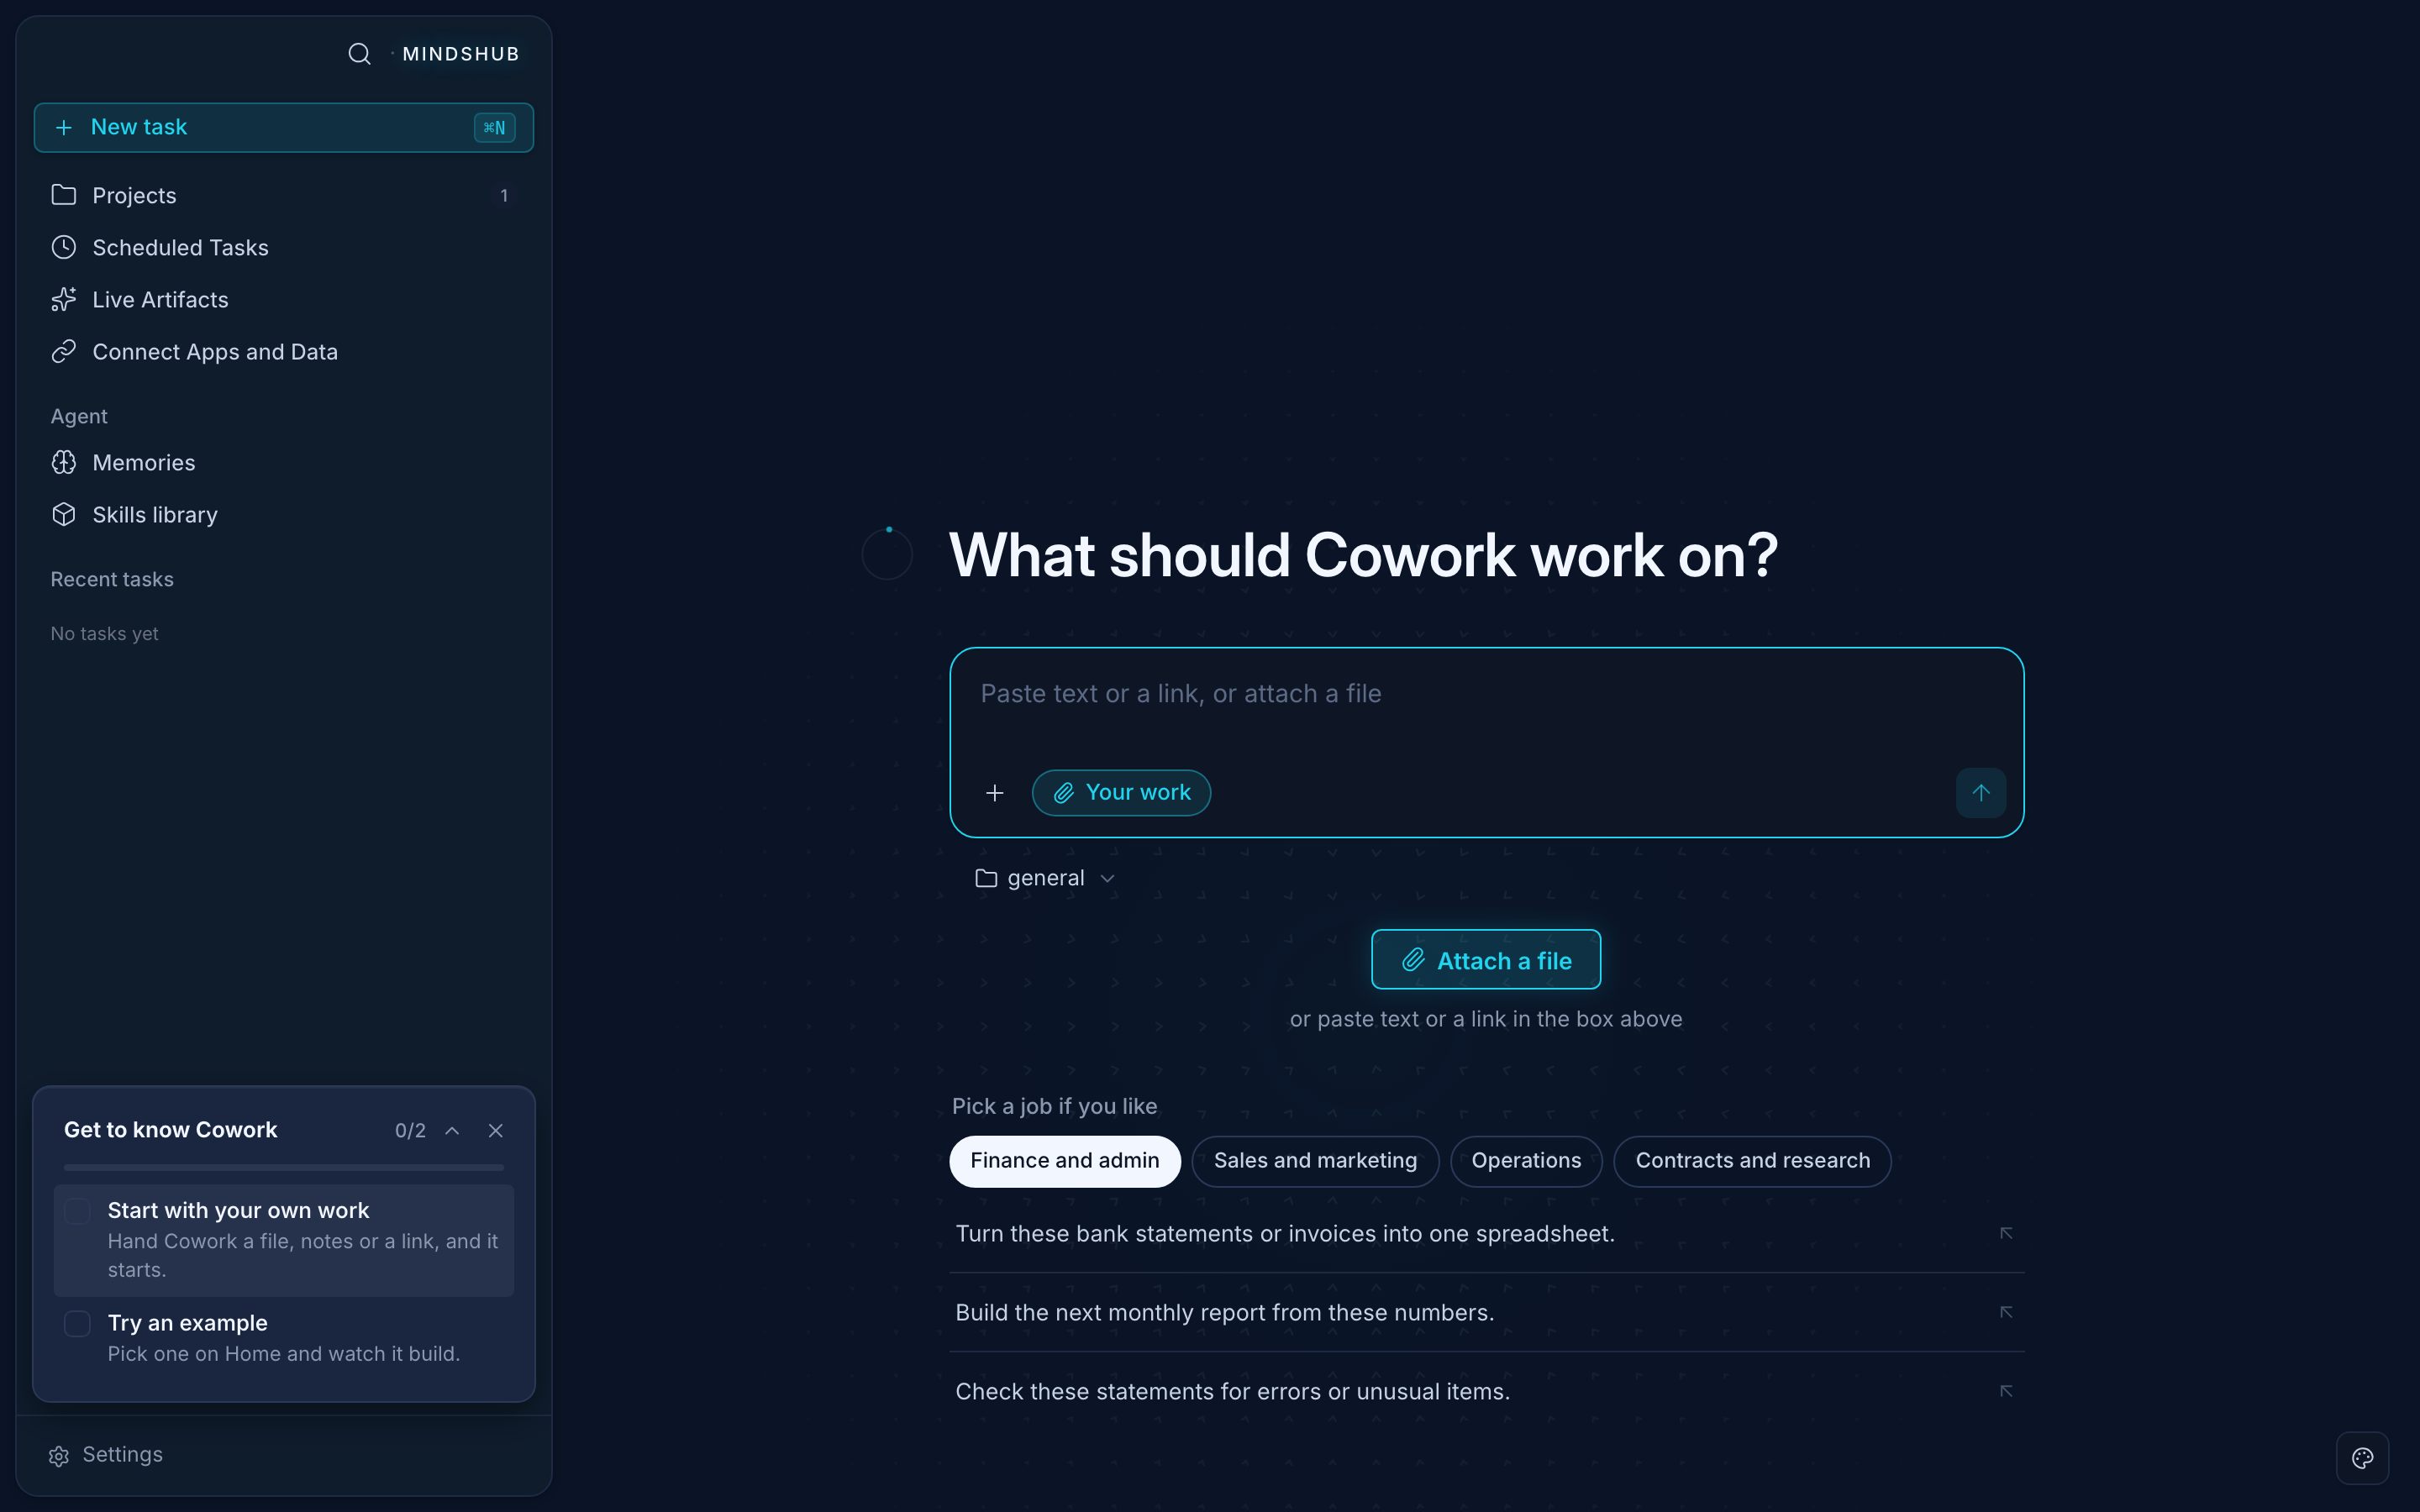 MINDSHUB
New task
⌘N
Projects
1
Scheduled Tasks
Live Artifacts
Connect Apps and Data
Agent
Memories
Skills library
Recent tasks
No tasks yet
Get to know Cowork
0/2
Start with your own work
Hand Cowork a file, notes or a link, and it
starts.
Try an example
Pick one on Home and watch it build.
Settings
What should Cowork work on?
Paste text or a link, or attach a file
Your work
general
Attach a file
or paste text or a link in the box above
Pick a job if you like
Finance and admin
Sales and marketing
Operations
Contracts and research
Turn these bank statements or invoices into one spreadsheet.
Build the next monthly report from these numbers.
Check these statements for errors or unusual items.